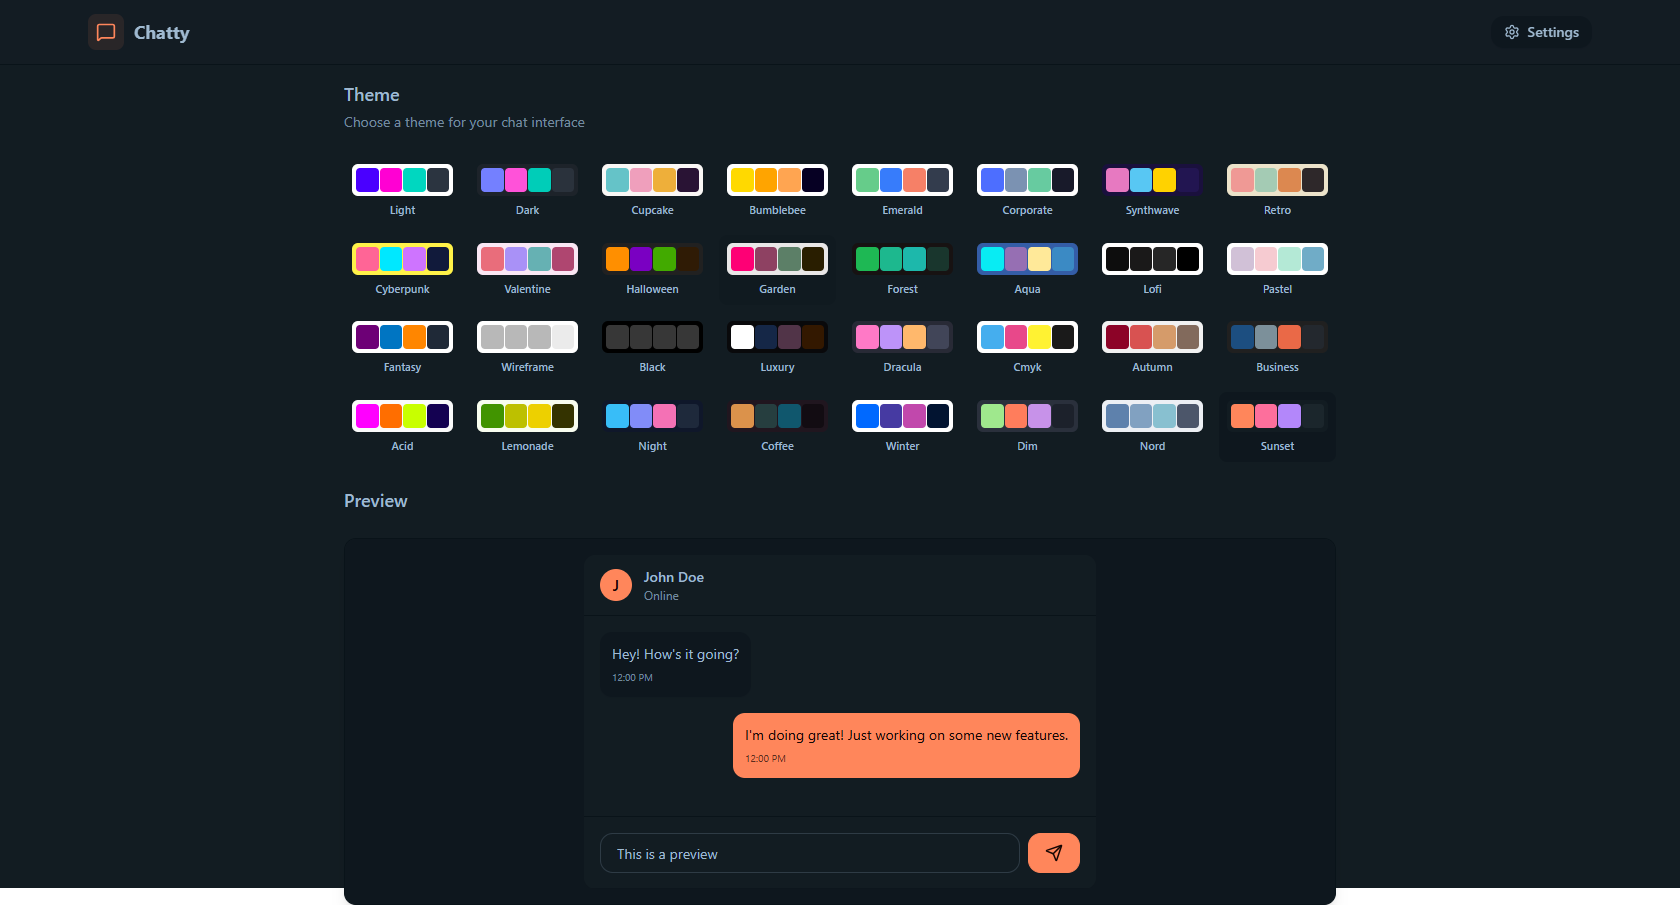 Chatty
Settings
Theme
Choose a theme for your chat interface
Light
Dark
Cupcake
Bumblebee
Emerald
Corporate
Synthwave
Retro
Cyberpunk
Valentine
Halloween
Garden
Forest
Aqua
Lofi
Pastel
Fantasy
Wireframe
Black
Luxury
Dracula
Cmyk
Autumn
Business
Acid
Lemonade
Night
Coffee
Winter
Dim
Nord
Sunset
Preview
J
John Doe
Online
Hey! How's it going?
12:00 PM
I'm doing great! Just working on some new features.
12:00 PM
This is a preview